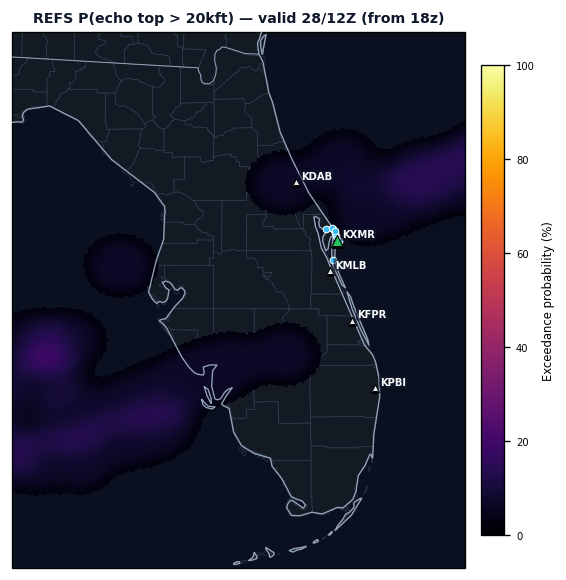 REFS P(echo top > 20kft) — valid 28/12Z (from 18z)
KDAB
KXMR
KMLB
KFPR
KPBI
100
80
60
40
20
0
Exceedance probability (%)